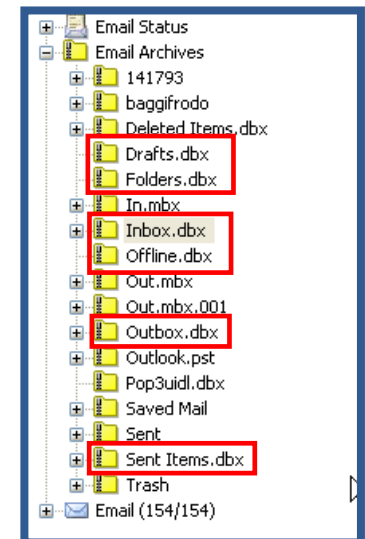 Email Status
Email Archives
141793
baggifrodo
Deleted Items.dbx
Drafts.dbx
Folders.dbx
In.mbx
Inbox.dbx
Offline.dbx
Out.mbx
Out.mbx.001
Outbox.dbx
Outlook.pst
Pop3uidl.dbx
Saved Mail
Sent
Sent Items.dbx
Trash
Email (154/154)